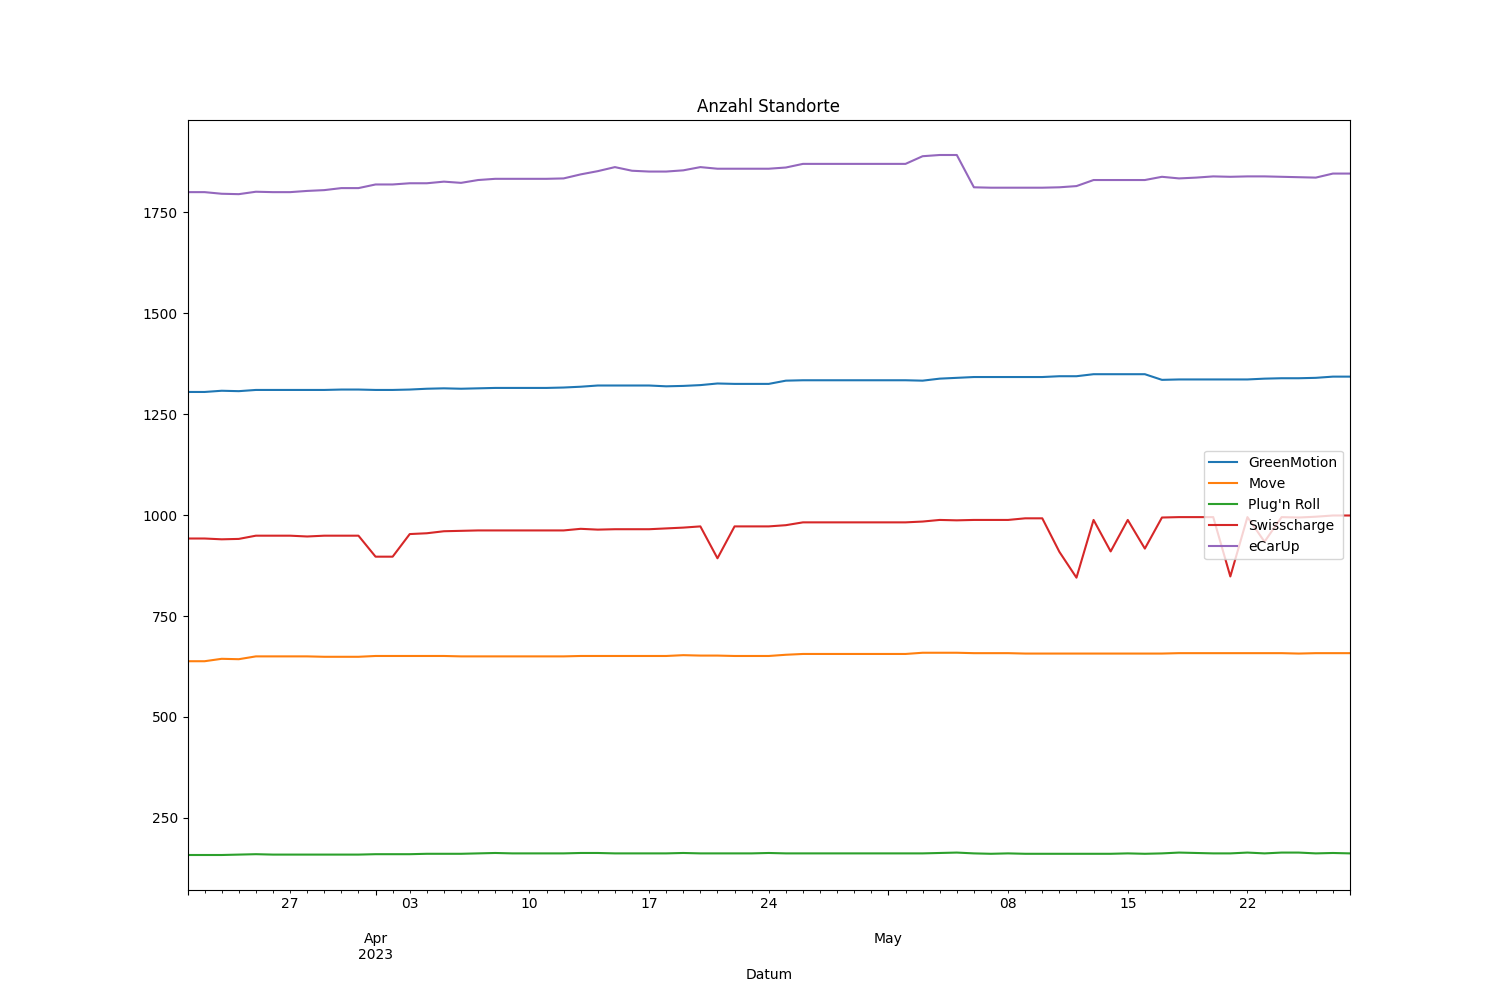 Anzahl Standorte
1750
1500
1250
1000
750
500
250
GreenMotion
Move
Plug'n Roll
Swisscharge
eCarUp
27 03 10 17 24 08 15 22
Apr May
2023
Datum